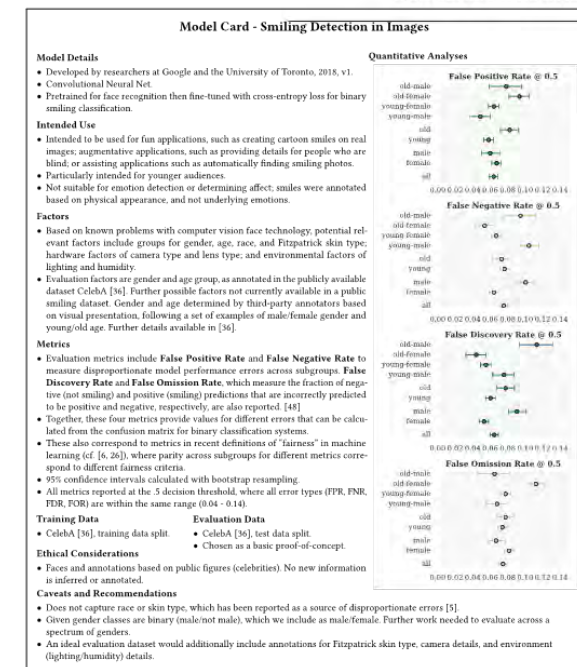 Model Card - Smiling Detection in Images
Model Details
• Developed by researchers at Google and the University of Toronto, 2018, v1.
• Convolutional Neural Net.
• Pretrained for face recognition then fine-tuned with cross-entropy loss for binary
smiling classification.
Intended Use
• Intended to be used for fun applications, such as creating cartoon smiles on real
images; augmentative applications, such as providing details for people who are
blind; or assisting applications such as automatically finding smiling photos.
• Particularly intended for younger audiences.
• Not suitable for emotion detection or determining affect; smiles were annotated
based on physical appearance, and not underlying emotions.
Factors
• Based on known problems with computer vision face technology, potential rel-
evant factors include groups for gender, age, race, and Fitzpatrick skin type;
hardware factors of camera type and lens type; and environmental factors of
lighting and humidity.
• Evaluation factors are gender and age group, as annotated in the publicly available
dataset CelebA [36]. Further possible factors not currently available in a public
smiling dataset. Gender and age determined by third-party annotators based
on visual presentation, following a set of examples of male/female gender and
young/old age. Further details available in [36].
Metrics
• Evaluation metrics include False Positive Rate and False Negative Rate to
measure disproportionate model performance errors across subgroups. False
Discovery Rate and False Omission Rate, which measure the fraction of nega-
tive (not smiling) and positive (smiling) predictions that are incorrectly predicted
to be positive and negative, respectively, are also reported. [48]
• Together, these four metrics provide values for different errors that can be calcu-
lated from the confusion matrix for binary classification systems.
• These also correspond to metrics in recent definitions of "fairness" in machine
learning (cf. [6, 26]), where parity across subgroups for different metrics corre-
spond to different fairness criteria.
• 95% confidence intervals calculated with bootstrap resampling.
• All metrics reported at the .5 decision threshold, where all error types (FPR, FNR,
FDR, FOR) are within the same range (0.04 - 0.14).
Training Data
• CelebA [36], training data split.
Evaluation Data
• CelebA [36], test data split.
• Chosen as a basic proof-of-concept.
Ethical Considerations
• Faces and annotations based on public figures (celebrities). No new information
is inferred or annotated.
Caveats and Recommendations
• Does not capture race or skin type, which has been reported as a source of disproportionate errors [5].
• Given gender classes are binary (male/not male), which we include as male/female. Further work needed to evaluate across a
spectrum of genders.
• An ideal evaluation dataset would additionally include annotations for Fitzpatrick skin type, camera details, and environment
(lighting/humidity) details.
Quantitative Analyses
False Positive Rate @ 0.5
old-male
old-female
young-female
young-male
old
young
male
female
all
0.00 0.02 0.04 0.06 0.08 0.10 0.12 0.14
False Negative Rate @ 0.5
old-male
old-female
young-female
young-male
old
young
male
female
all
0.00 0.02 0.04 0.06 0.08 0.10 0.12 0.14
False Discovery Rate @ 0.5
old-male
old-female
young-female
young-male
old
young
male
female
all
0.00 0.02 0.04 0.06 0.08 0.10 0.12 0.14
False Omission Rate @ 0.5
old-male
old-female
young-female
young-male
old
young
male
female
all
0.00 0.02 0.04 0.06 0.08 0.10 0.12 0.14